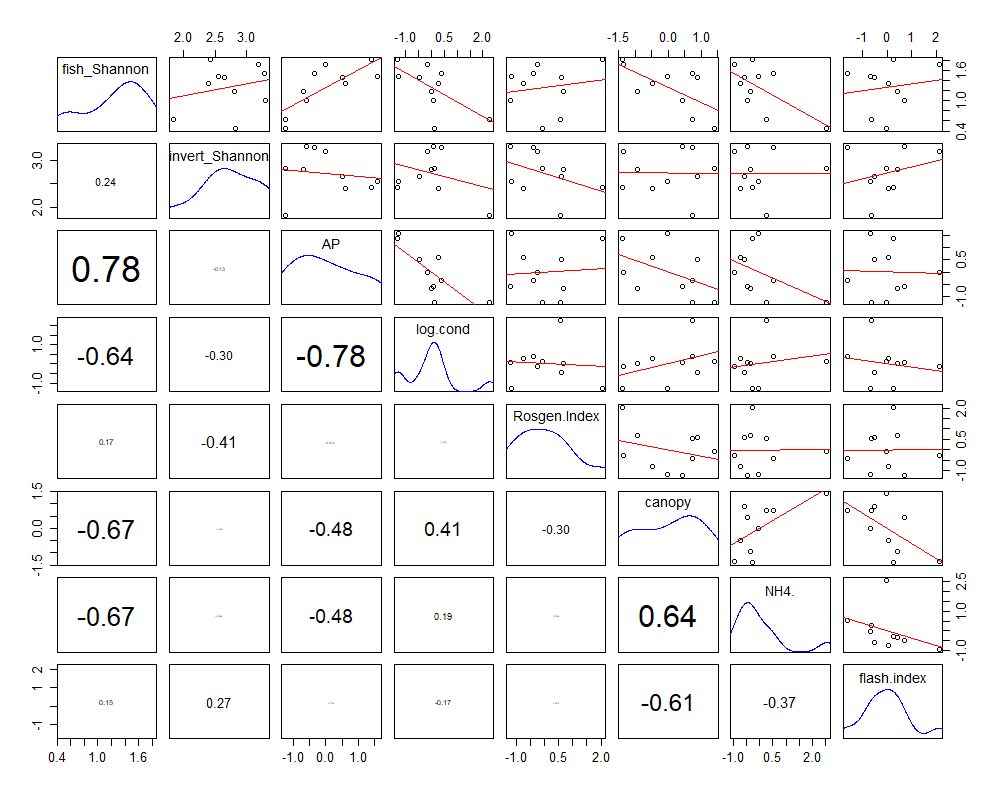 2.0 2.5 3.0 -1.0 0.5 2.0 -1.5 0.0 1.0 -1 0 1 2
fish_Shannon 0.4 1.0 1.6
2.0 3.0 0.24 invert_Shannon
0.78 -0.13 AP -1.0 0.5
-1.0 1.0 -0.64 -0.30 -0.78 log.cond
0.17 -0.41 Rosgen.Index -1.0 0.5 2.0
-1.5 0.0 1.5 -0.67 -0.48 0.41 -0.30 canopy
-0.67 -0.48 0.19 0.64 NH4. -1.0 1.0 2.5
-1 1 2 0.15 0.27 -0.17 -0.61 -0.37 flash.index
0.4 1.0 1.6 -1.0 0.0 1.0 -1.0 0.5 2.0 -1.0 0.5 2.0